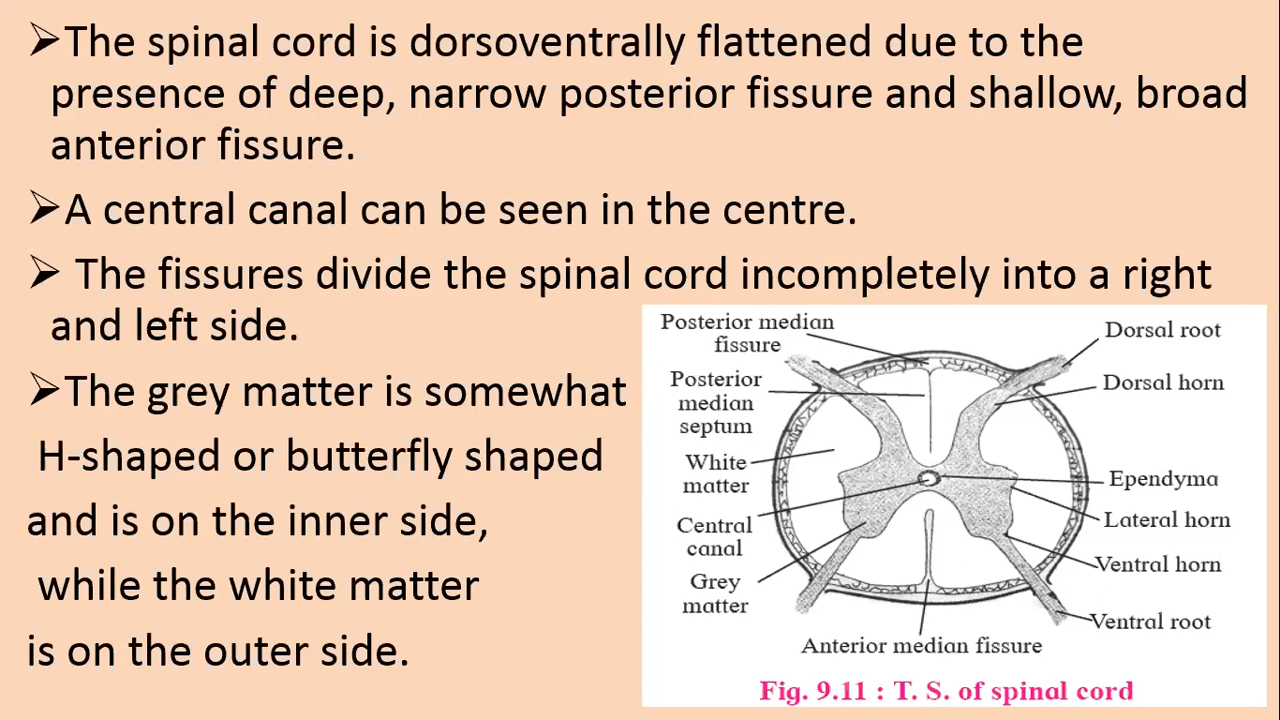 ➢The spinal cord is dorsoventrally flattened due to the
presence of deep, narrow posterior fissure and shallow, broad
anterior fissure.
➢A central canal can be seen in the centre.
➢ The fissures divide the spinal cord incompletely into a right
and left side.
➢The grey matter is somewhat
H-shaped or butterfly shaped
and is on the inner side,
while the white matter
is on the outer side.
Posterior median
fissure
Posterior
median
septum
White
matter
Central
canal
Grey
matter
Dorsal root
Dorsal horn
Ependyma
Lateral horn
Ventral horn
Ventral root
Anterior median fissure
Fig. 9.11 : T. S. of spinal cord